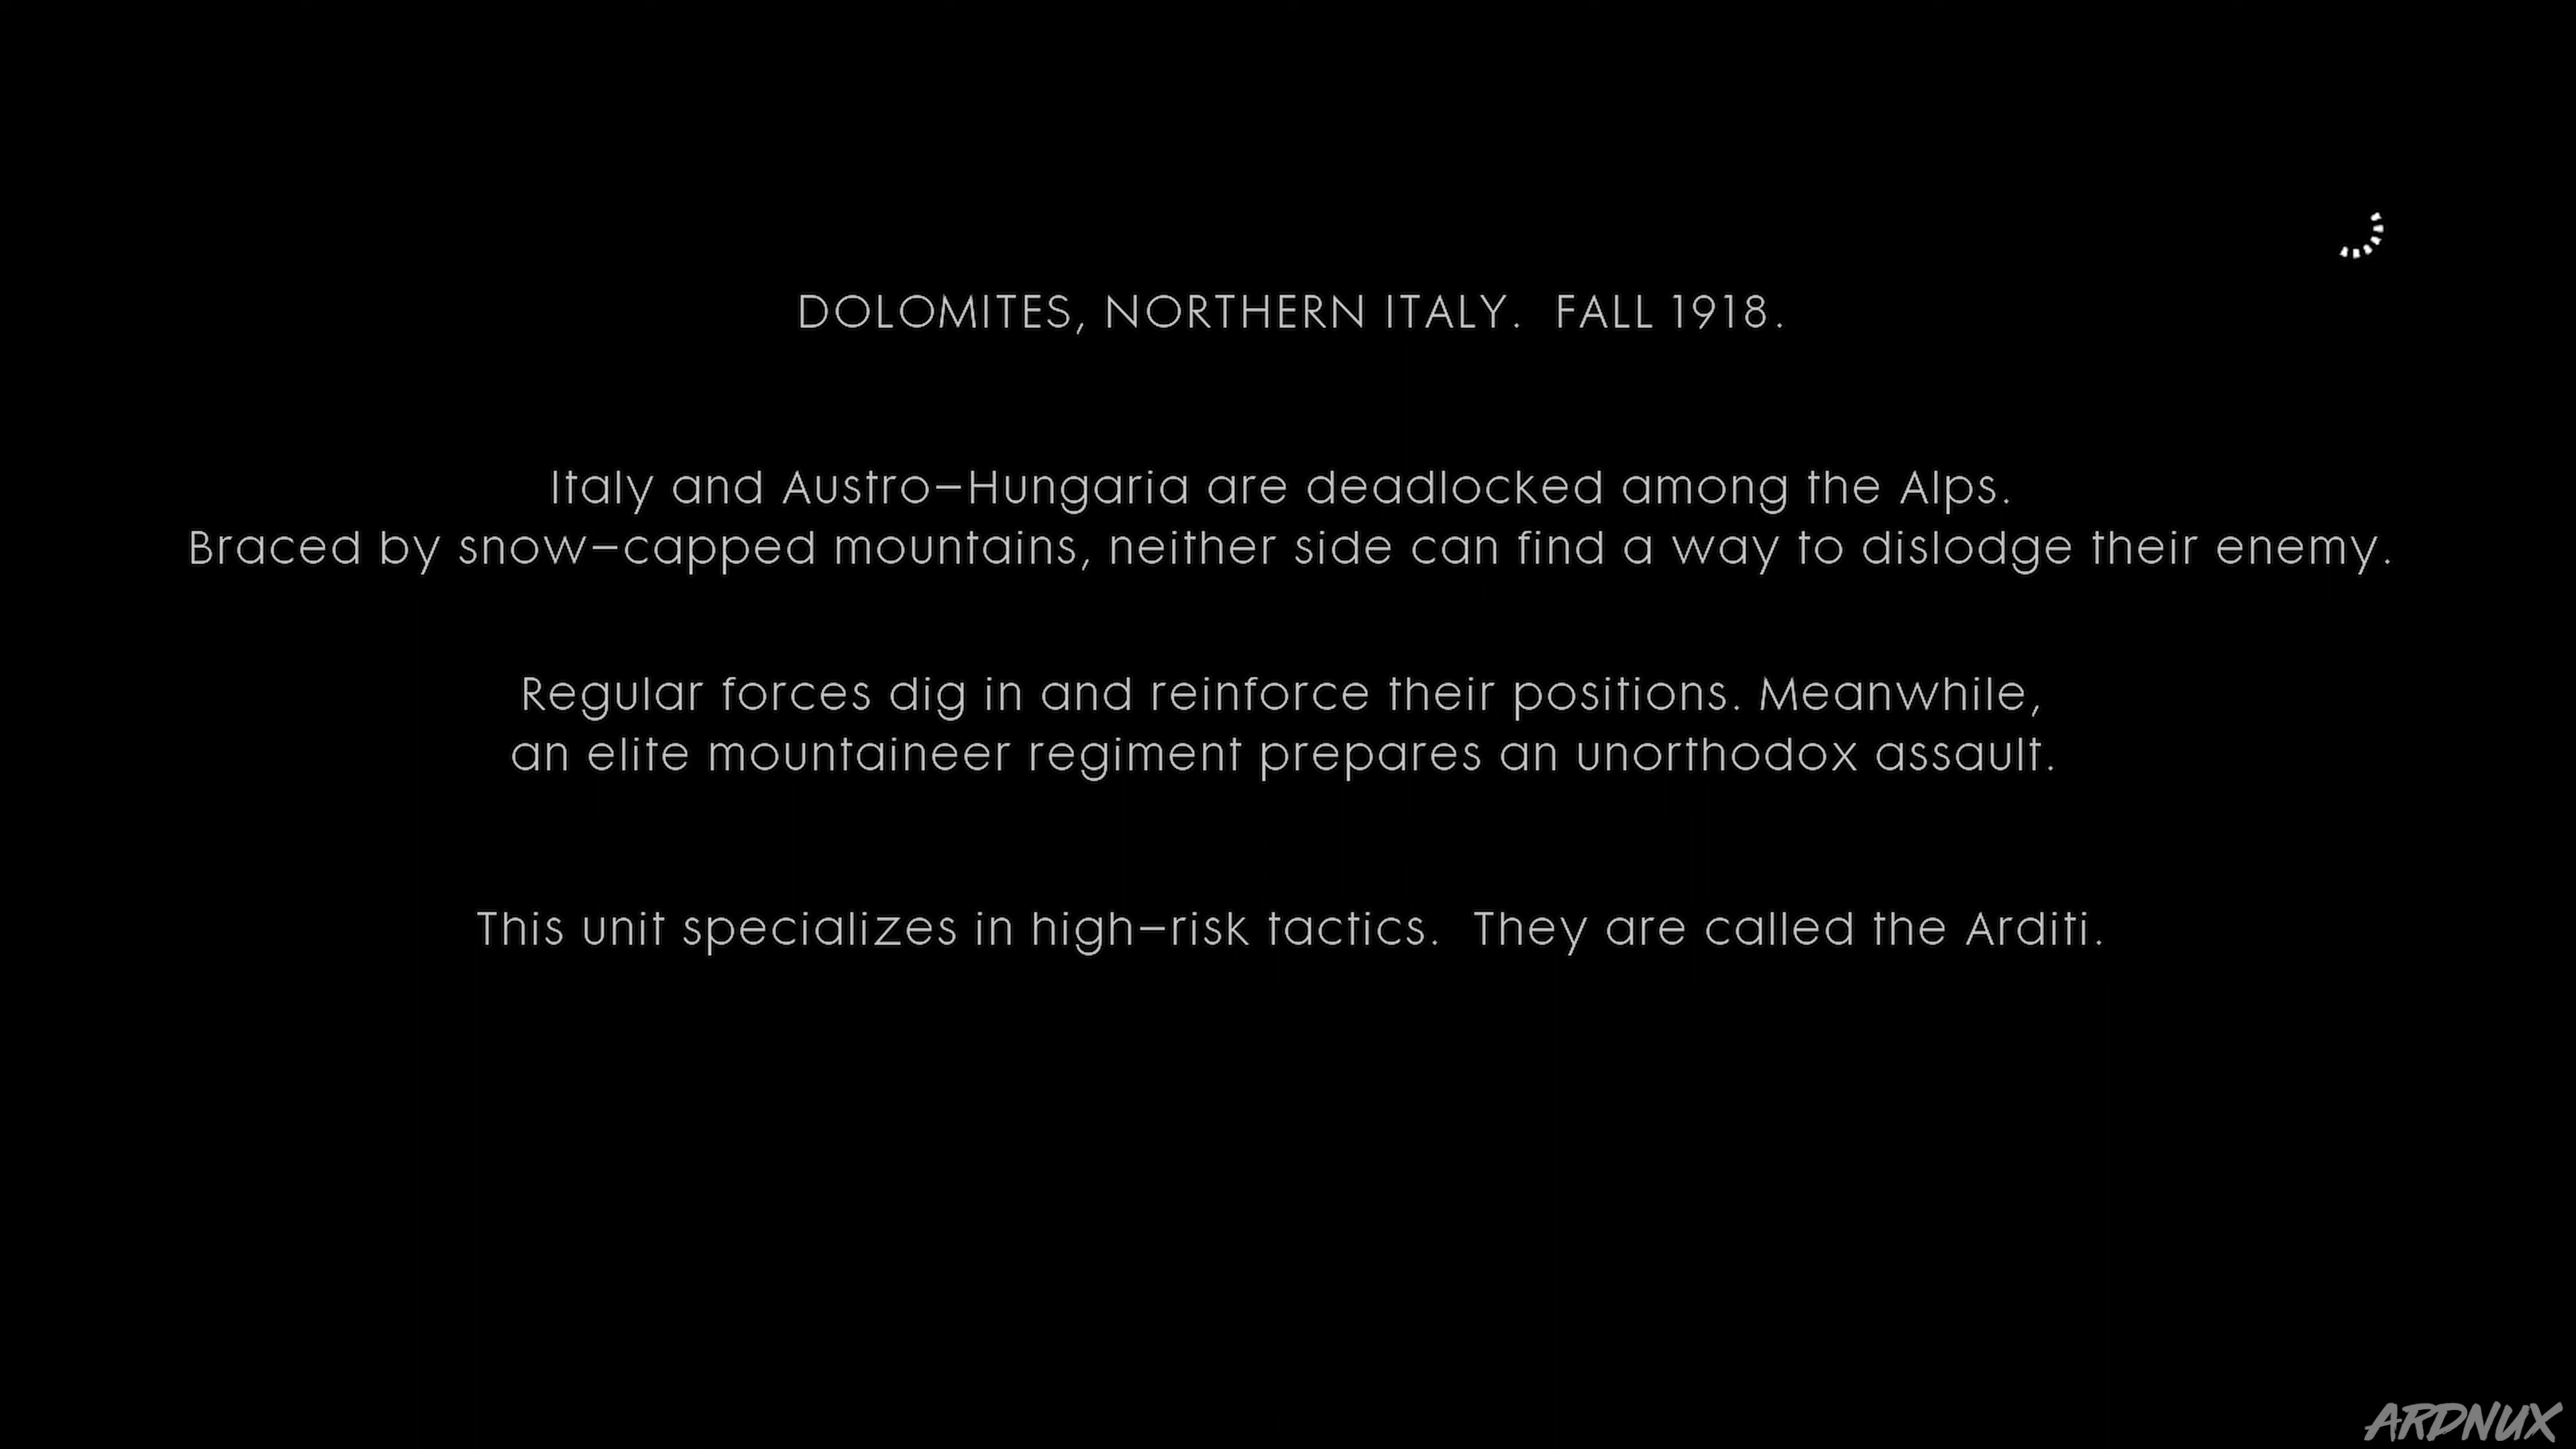 DOLOMITES, NORTHERN ITALY.  FALL 1918.
Italy and Austro-Hungaria are deadlocked among the Alps.
Braced by snow-capped mountains, neither side can find a way to dislodge their enemy.
Regular forces dig in and reinforce their positions. Meanwhile,
an elite mountaineer regiment prepares an unorthodox assault.
This unit specializes in high-risk tactics.  They are called the Arditi.
ARDNUX